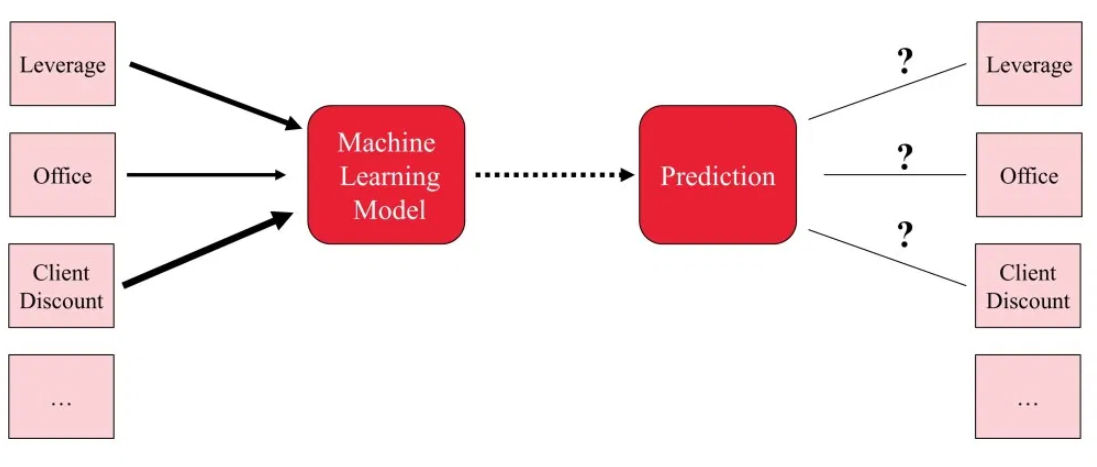 Leverage
Office
Client
Discount
…
Machine
Learning
Model
Prediction
?
?
?
Leverage
Office
Client
Discount
…